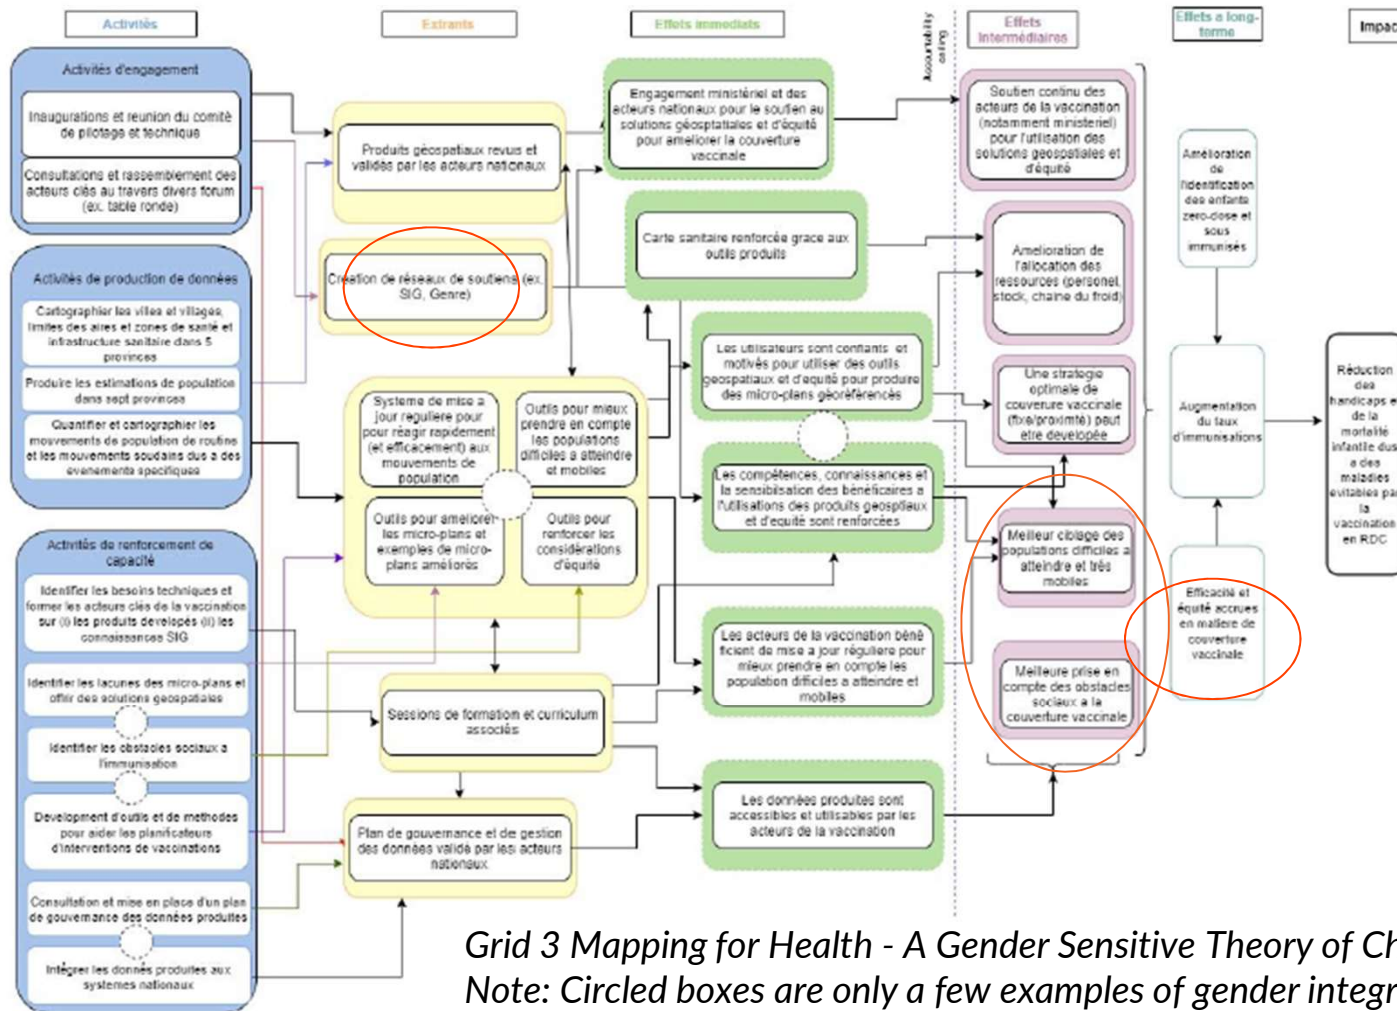 Activités
Extrants
Effets immediats
Accountability
ceiling
Effets
Intermédiaires
Effets a long-
terme
Impac
Activités d'engagement
Inaugurations et reunion du comité
de pilotage et technique
Consultations et rassemblement des
acteurs clés au travers divers forum
(ex. table ronde)
Activités de production de données
Cartographier les villes et villages,
limites des aires et zones de santé et
infrastructure sanitaire dans 5
provinces
Produire les estimations de population
dans sept provinces
Quantifier et cartographier les
mouvements de population de routine
et les mouvements soudains dus a des
evenements specifiques
Activités de renforcement de
capacité
Identifier les besoins techniques et
former les acteurs clés de la vaccination
sur (i) les produits developés (ii) les
connaissances SIG
Identifier les lacunes des micro-plans et
offrir des solutions geospatiales
Identifier les obstacles sociaux a
l'immunisation
Development d'outils et de methodes
pour aider les planificateurs
d'interventions de vaccinations
Consultation et mise en place d'un plan
de gouvernance des données produites
Intégrer les donnés produites aux
systemes nationaux
Produits géospatiaux revus et
validés par les acteurs nationaux
Création de réseaux de soutiens (ex.
SIG, Genre)
Systeme de mise a
jour reguliere pour
pour réagir rapidement
(et efficacement) aux
mouvements de
population
Outils pour mieux
prendre en compte
les populations
difficiles a atteindre
et mobiles
Outils pour ameliorer
les micro-plans et
exemples de micro-
plans améliorés
Outils pour
renforcer les
considérations
d'équité
Sessions de formation et curriculum
associés
Plan de gouvernance et de gestion
des données validé par les acteurs
nationaux
Engagement ministériel et des
acteurs nationaux pour le soutien au
solutions géospatiales et d'équité
pour améliorer la couverture
vaccinale
Carte sanitaire renforcée grace aux
outils produits
Les utilisateurs sont confiants et
motivés pour utiliser des outils
geospatiaux et d'equité pour produire
des micro-plans géoréférencés
Les compétences, connaissances et
la sensibilsation des bénéficaires a
l'utilisations des produits geosptiaux
et d'equité sont renforcées
Les acteurs de la vaccination béné
ficient de mise a jour réguliere pour
mieux prendre en compte les
population difficiles a atteindre et
mobiles
Les données produites sont
accessibles et utilisables par les
acteurs de la vaccination
Soutien continu des
acteurs de la vaccination
(notamment ministeriel)
pour l'utilisation des
solutions geospatiales et
d'équité
Amelioration de
l'allocation des
ressources (personel,
stock, chaine du froid)
Une strategie
optimale de
couverure vaccinale
(fixe/proximité) peut
etre developée
Meilleur ciblage des
populations difficiles a
atteindre et très
mobiles
Meilleure prise en
compte des obstacles
sociaux a la
couverture vaccinale
Amélioration
de
l'identification
des enfants
zero-dose et
sous
immunisés
Augmentation
du taux
d'immunisations
Efficacité et
équité accrues
en matiere de
couverture
vaccinale
Réduction
des
handicaps e
de la
mortalité
infantile dus
a des
maladies
evitables par
la
vaccination
en RDC
Grid 3 Mapping for Health - A Gender Sensitive Theory of Ch
Note: Circled boxes are only a few examples of gender integr